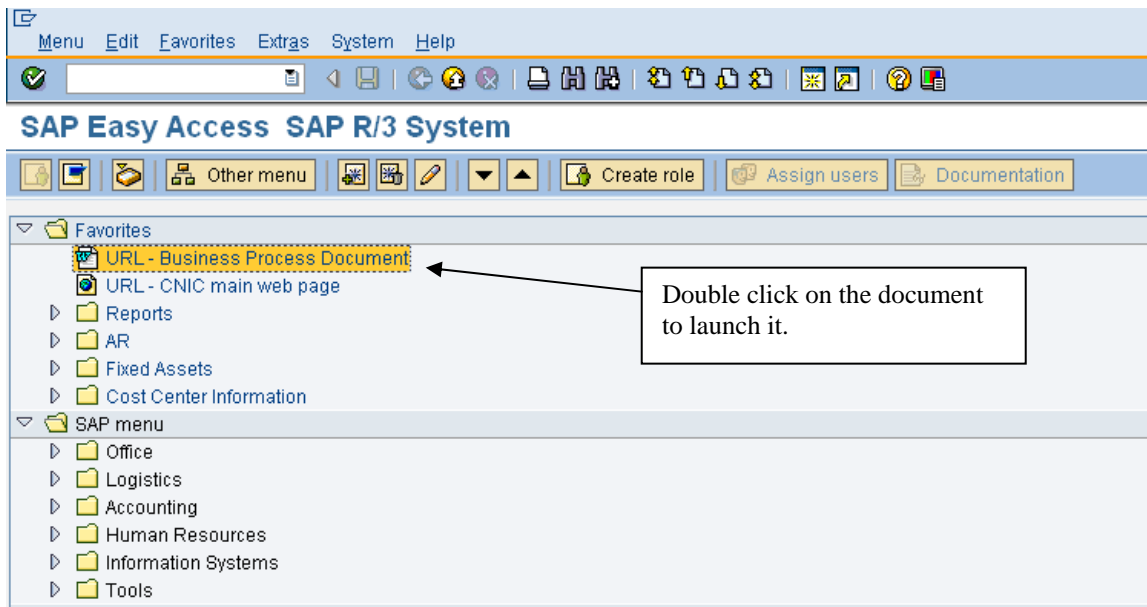 Menu Edit Favorites Extras System Help
SAP Easy Access SAP R/3 System
Other menu Create role Assign users Documentation
Favorites
URL - Business Process Document
URL - CNIC main web page
Double click on the document
to launch it.
Reports
AR
Fixed Assets
Cost Center Information
SAP menu
Office
Logistics
Accounting
Human Resources
Information Systems
Tools